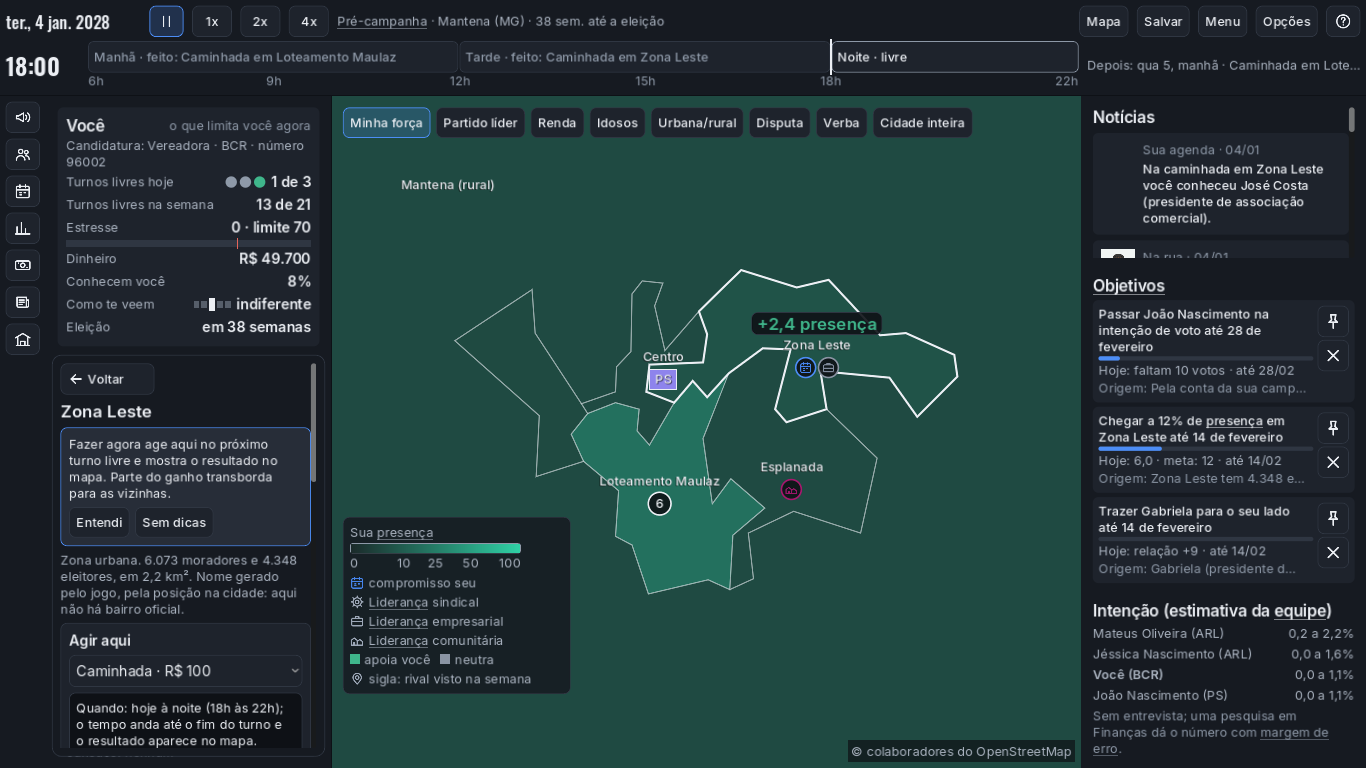 ter., 4 jan. 2028
1x
2x
4x
Pré-campanha · Mantena (MG) · 38 sem. até a eleição
Mapa
Salvar
Menu
Opções
18:00
Manhã · feito: Caminhada em Loteamento Maulaz
Tarde · feito: Caminhada em Zona Leste
Noite · livre
Depois: qua 5, manhã · Caminhada em Lote...
6h
9h
12h
15h
18h
22h
Você
o que limita você agora
Candidatura: Vereadora · BCR · número
96002
Turnos livres hoje
1 de 3
Turnos livres na semana
13 de 21
Estresse
0 · limite 70
Dinheiro
R$ 49.700
Conhecem você
8%
Como te veem
indiferente
Eleição
em 38 semanas
← Voltar
Zona Leste
Fazer agora age aqui no próximo
turno livre e mostra o resultado no
mapa. Parte do ganho transborda
para as vizinhas.
Entendi
Sem dicas
Zona urbana. 6.073 moradores e 4.348
eleitores, em 2,2 km². Nome gerado
pelo jogo, pela posição na cidade: aqui
não há bairro oficial.
Agir aqui
Caminhada · R$ 100
Quando: hoje à noite (18h às 22h);
o tempo anda até o fim do turno e
o resultado aparece no mapa.
Minha força
Partido líder
Renda
Idosos
Urbana/rural
Disputa
Verba
Cidade inteira
Mantena (rural)
+2,4 presença
Zona Leste
Centro
PS
Loteamento Maulaz
6
Esplanada
Sua presença
0
10
25
50
100
compromisso seu
Liderança sindical
Liderança empresarial
Liderança comunitária
apoia você
neutra
sigla: rival visto na semana
© colaboradores do OpenStreetMap
Notícias
Sua agenda · 04/01
Na caminhada em Zona Leste
você conheceu José Costa
(presidente de associação
comercial).
Na rua · 04/01
Objetivos
Passar João Nascimento na
intenção de voto até 28 de
fevereiro
Hoje: faltam 10 votos · até 28/02
Origem: Pela conta da sua camp...
Chegar a 12% de presença em
Zona Leste até 14 de fevereiro
Hoje: 6,0 · meta: 12 · até 14/02
Origem: Zona Leste tem 4.348 e...
Trazer Gabriela para o seu lado
até 14 de fevereiro
Hoje: relação +9 · até 14/02
Origem: Gabriela (presidente d...
Intenção (estimativa da equipe)
Mateus Oliveira (ARL)
0,2 a 2,2%
Jéssica Nascimento (ARL)
0,0 a 1,6%
Você (BCR)
0,0 a 1,1%
João Nascimento (PS)
0,0 a 1,1%
Sem entrevista; uma pesquisa em
Finanças dá o número com margem de
erro.